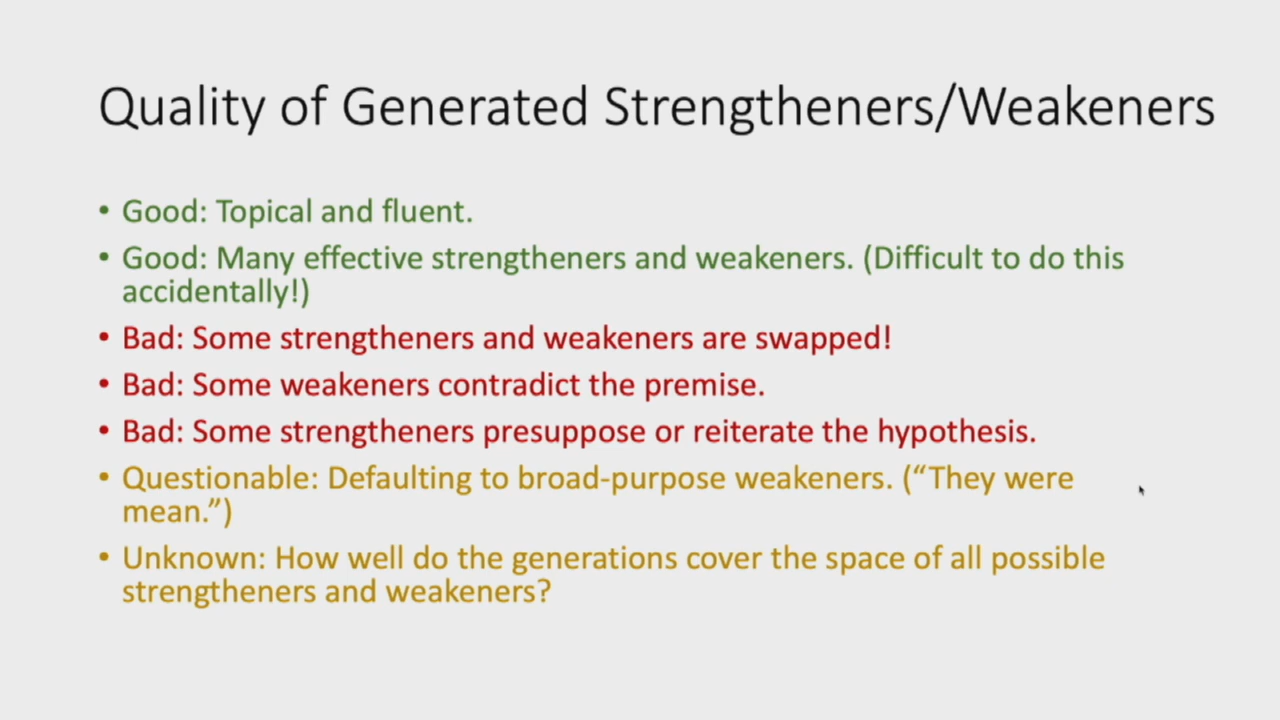 Quality of Generated Strengtheners/Weakeners
• Good: Topical and fluent.
• Good: Many effective strengtheners and weakeners. (Difficult to do this
accidentally!)
• Bad: Some strengtheners and weakeners are swapped!
• Bad: Some weakeners contradict the premise.
• Bad: Some strengtheners presuppose or reiterate the hypothesis.
• Questionable: Defaulting to broad-purpose weakeners. (“They were
mean.”)
• Unknown: How well do the generations cover the space of all possible
strengtheners and weakeners?